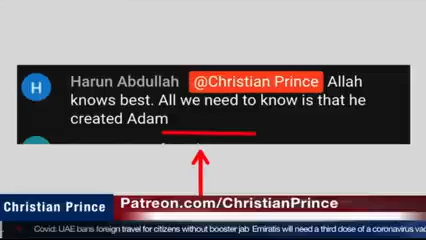 H
Harun Abdullah @Christian Prince Allah
knows best. All we need to know is that he
created Adam
Christian Prince
Patreon.com/ChristianPrince
Covid: UAE bans foreign travel for citizens without booster jab Emiratis will need a third dose of a coronavirus vac